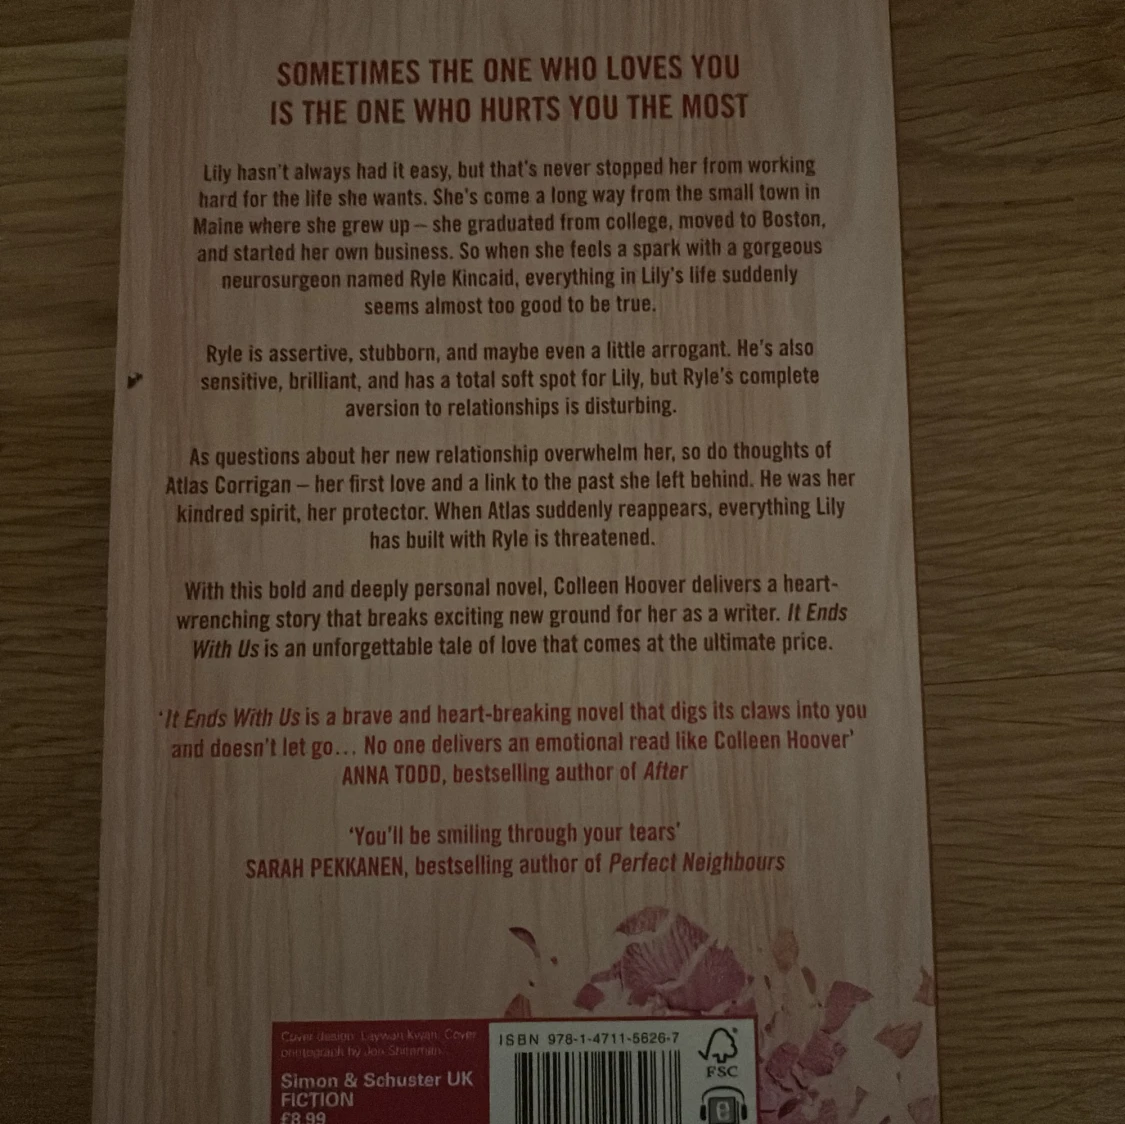 SOMETIMES THE ONE WHO LOVES YOU
IS THE ONE WHO HURTS YOU THE MOST
Lily hasn't always had it easy, but that's never stopped her from working
hard for the life she wants. She's come a long way from the small town in
Maine where she grew up – she graduated from college, moved to Boston,
and started her own business. So when she feels a spark with a gorgeous
neurosurgeon named Ryle Kincaid, everything in Lily's life suddenly
seems almost too good to be true.
Ryle is assertive, stubborn, and maybe even a little arrogant. He's also
sensitive, brilliant, and has a total soft spot for Lily, but Ryle's complete
aversion to relationships is disturbing.
As questions about her new relationship overwhelm her, so do thoughts of
Atlas Corrigan – her first love and a link to the past she left behind. He was her
kindred spirit, her protector. When Atlas suddenly reappears, everything Lily
has built with Ryle is threatened.
With this bold and deeply personal novel, Colleen Hoover delivers a heart-
wrenching story that breaks exciting new ground for her as a writer. It Ends
With Us is an unforgettable tale of love that comes at the ultimate price.
'It Ends With Us is a brave and heart-breaking novel that digs its claws into you
and doesn't let go... No one delivers an emotional read like Colleen Hoover'
ANNA TODD, bestselling author of After
'You'll be smiling through your tears'
SARAH PEKKANEN, bestselling author of Perfect Neighbours
Cover design: Laywan Kwan; Cover
photograph by Jon
Simon & Schuster UK
FICTION
£8.99
ISBN 978-1-4711-5626-7
FSC
e